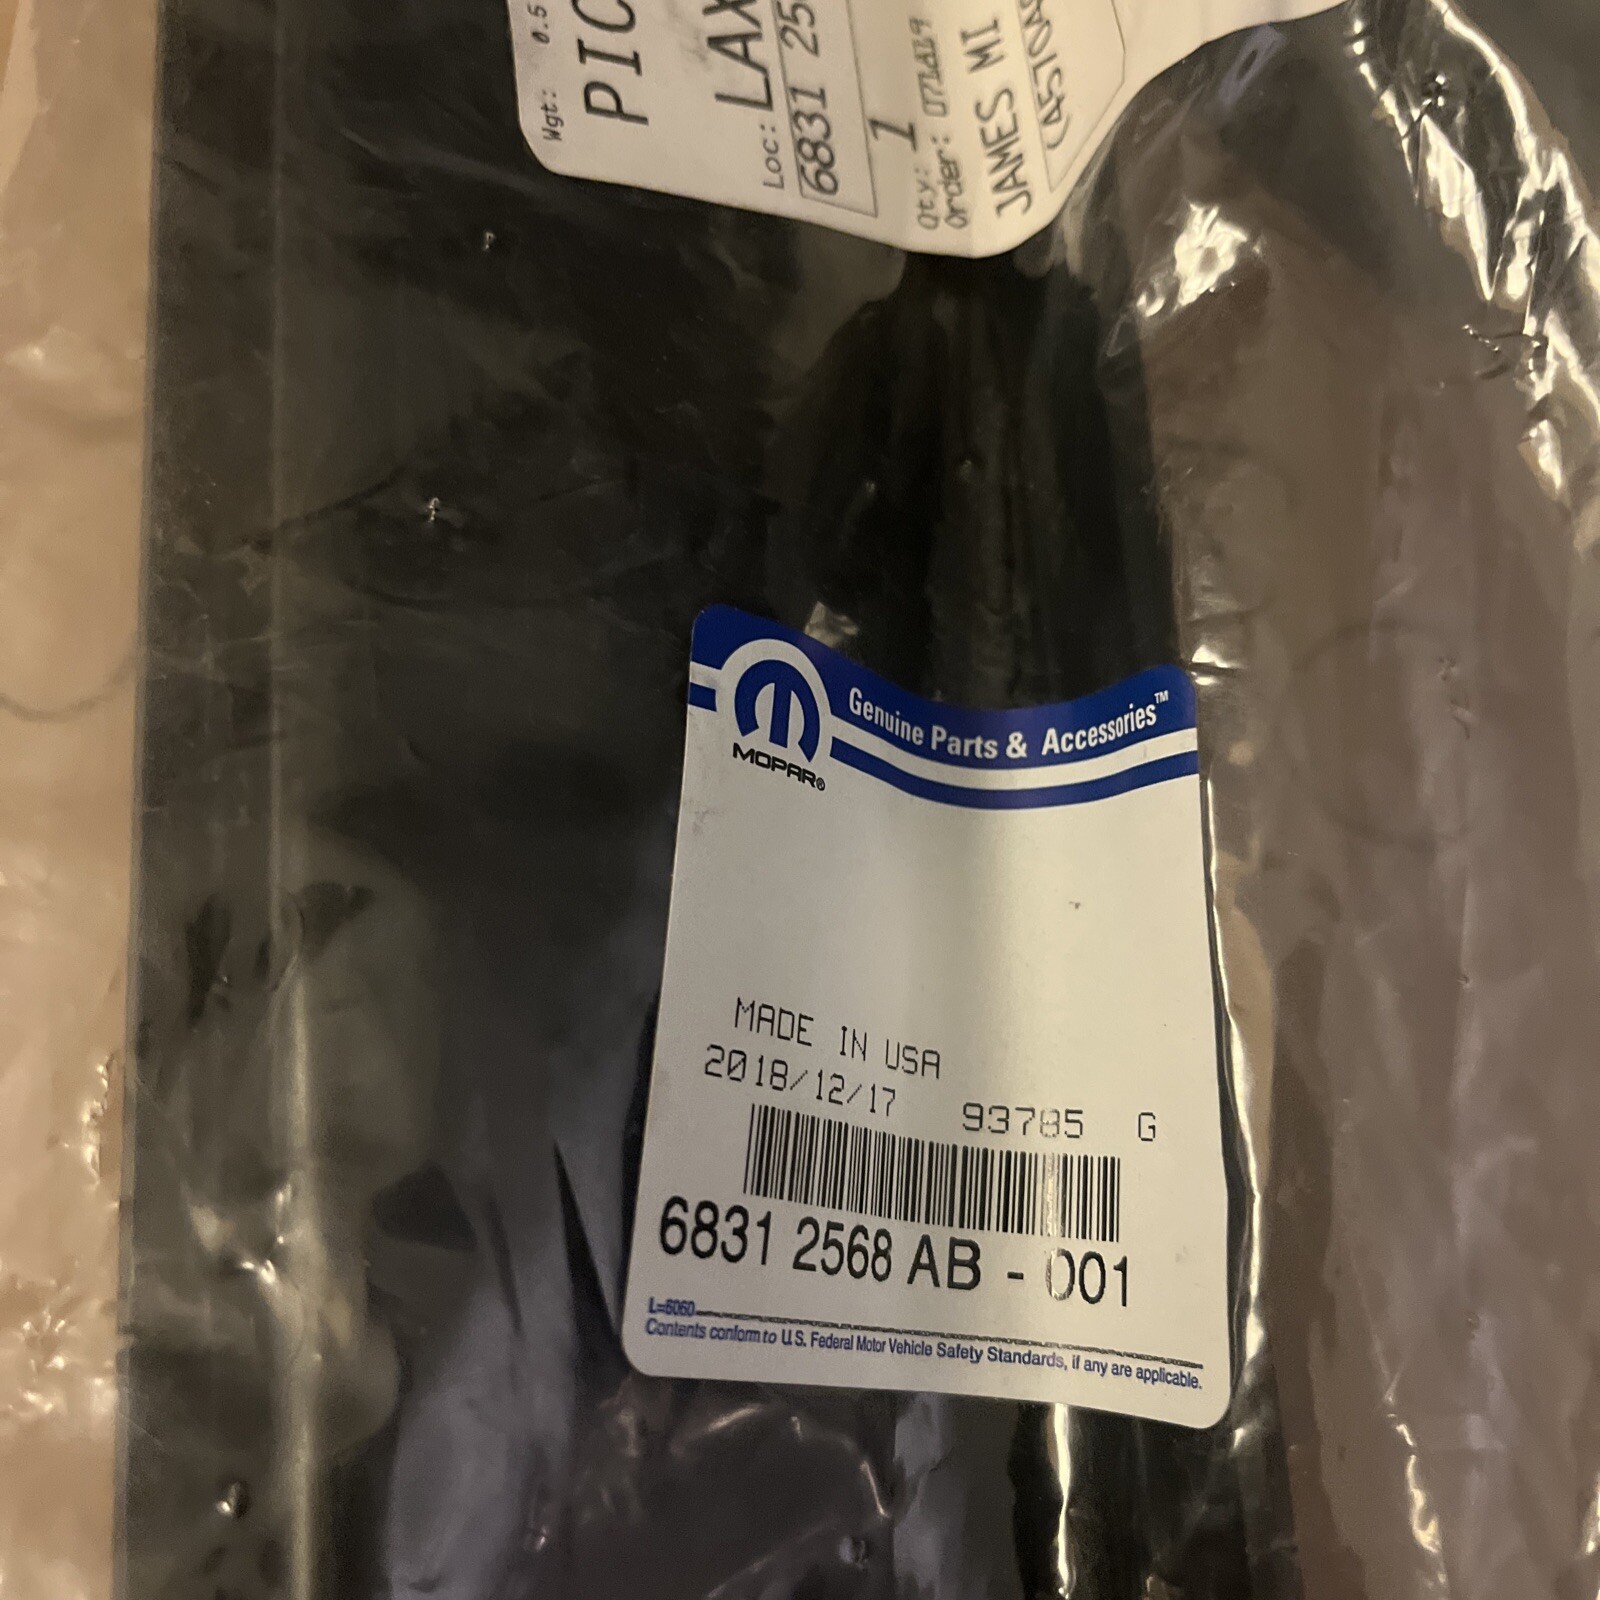 Wgt: 0.5
PIC
Loc: LAX
6831 25
Qty: 1
Order:
JAMES MI
MOPAR®
Genuine Parts & Accessories™
MADE IN USA
2018/12/17 93785 G
6831 2568 AB - 001
L=6060
Contents conform to U.S. Federal Motor Vehicle Safety Standards, if any are applicable.